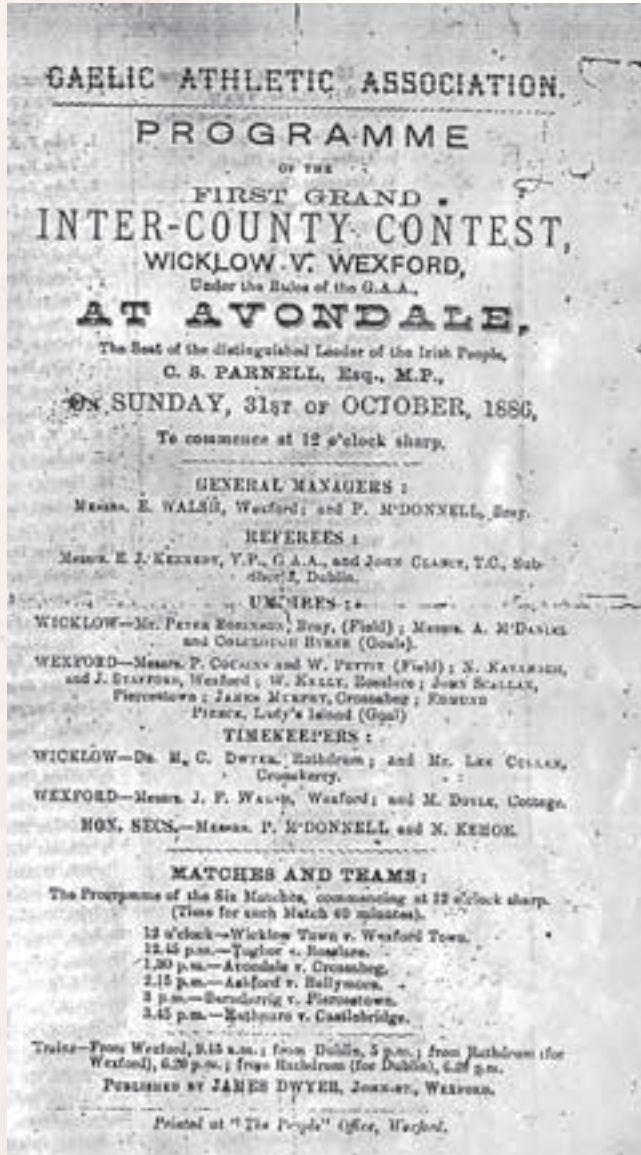 GAELIC ATHLETIC ASSOCIATION.
PROGRAMME
OF THE
FIRST GRAND
INTER-COUNTY CONTEST,
WICKLOW V. WEXFORD,
Under the Rules of the G.A.A.,
AT AVONDALE,
The Seat of the distinguished Leader of the Irish People,
C. S. PARNELL, Esq., M.P.,
ON SUNDAY, 31ST OF OCTOBER, 1886,
To commence at 12 o'clock sharp.
GENERAL MANAGERS:
Messrs. E. WALSH, Wexford; and P. M'DONNELL, Bray.
REFEREES:
Messrs. E. J. KENNEDY, V.P., G.A.A., and JOHN CLANCY, T.C., Sub-
Dublin.
UMPIRES:
WICKLOW—Mr. PETER Bray, (Field); Messrs. A. M'DANIEL
and COLCLOUGH BYRNE (Goals).
WEXFORD—Messrs. P. and W. PETTIT (Field); N. KAVANAGH,
and J. STAFFORD, Wexford; W. KELLY, Rosslare; JOHN SCALLAN,
Piercestown; JAMES MURPHY, Crossabeg; EDMUND
PIERCE, Lady's Island (Goal)
TIMEKEEPERS:
WICKLOW—DR. M. C. DWYER, Rathdrum; and Mr. LEE CULLEN,
WEXFORD—Messrs. J. P. WALSH, Wexford; and M. DOYLE, Cottage.
HON. SECS.—Messrs. P. M'DONNELL and N. KEHOE.
MATCHES AND TEAMS:
The Programme of the Six Matches, commencing at 12 o'clock sharp.
(Time for each Match 40 minutes).
12 o'clock—Wicklow Town v. Wexford Town.
12.45 p.m.— v. Rosslare.
1.30 p.m.—Avondale v. Crossabeg.
2.15 p.m.—Ashford v. Ballymore.
3 p.m.— v. Piercestown.
3.45 p.m.—Rathnure v. Castlebridge.
Trains—From Wexford, 9.15 a.m.; from Dublin, 5 p.m.; from Rathdrum (for
Wexford), 6.20 p.m.; from Rathdrum (for Dublin), p.m.
PUBLISHED BY JAMES DWYER, JOHN-ST., WEXFORD.
Printed at "The People" Office, Wexford.